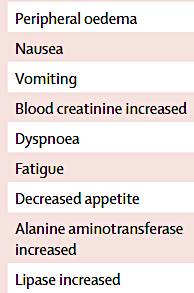 Peripheral oedema
Nausea
Vomiting
Blood creatinine increased
Dyspnoea
Fatigue
Decreased appetite
Alanine aminotransferase
increased
Lipase increased